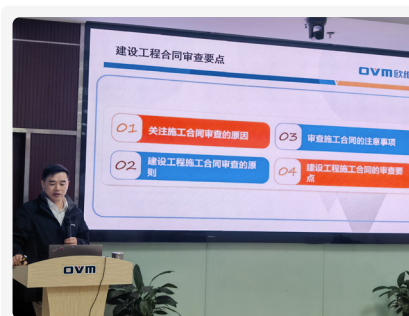 建设工程合同审查要点
OVM欧维
01 关注施工合同审查的原因
03 审查施工合同的注意事项
02 建设工程施工合同审查的原
则
04 建设工程施工合同的审查要
点
OVM